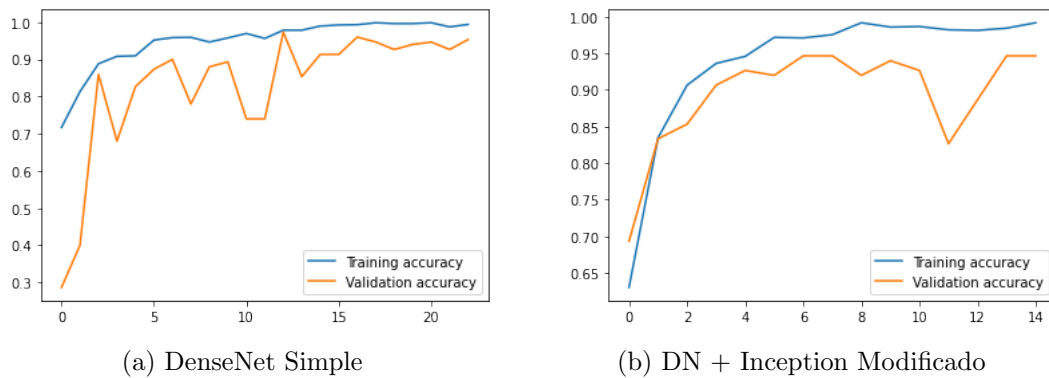 1.0
0.9
0.8
0.7
0.6
0.5
0.4
0.3
0 5 10 15 20
Training accuracy
Validation accuracy
(a) DenseNet Simple
1.00
0.95
0.90
0.85
0.80
0.75
0.70
0.65
0 2 4 6 8 10 12 14
Training accuracy
Validation accuracy
(b) DN + Inception Modificado